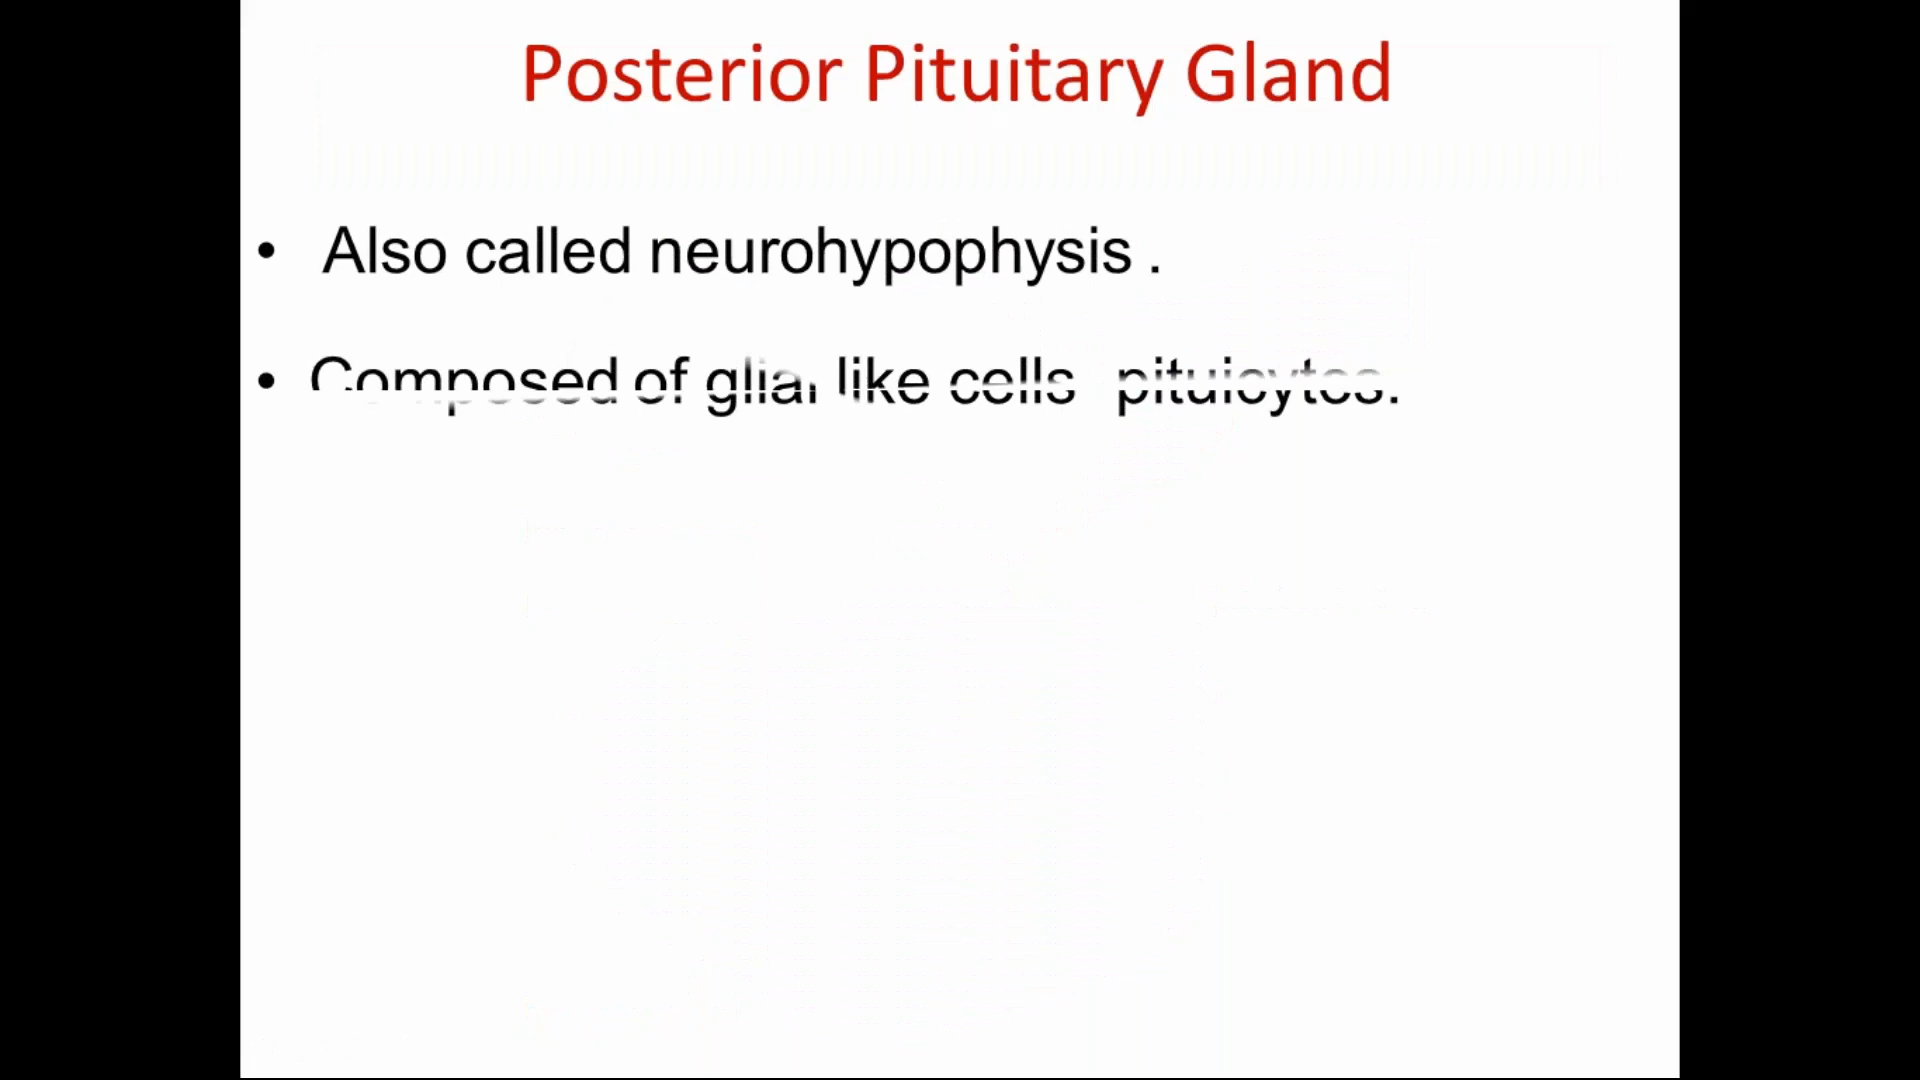 Posterior Pituitary Gland
• Also called neurohypophysis .
• Composed of glial like cells pituicytes.